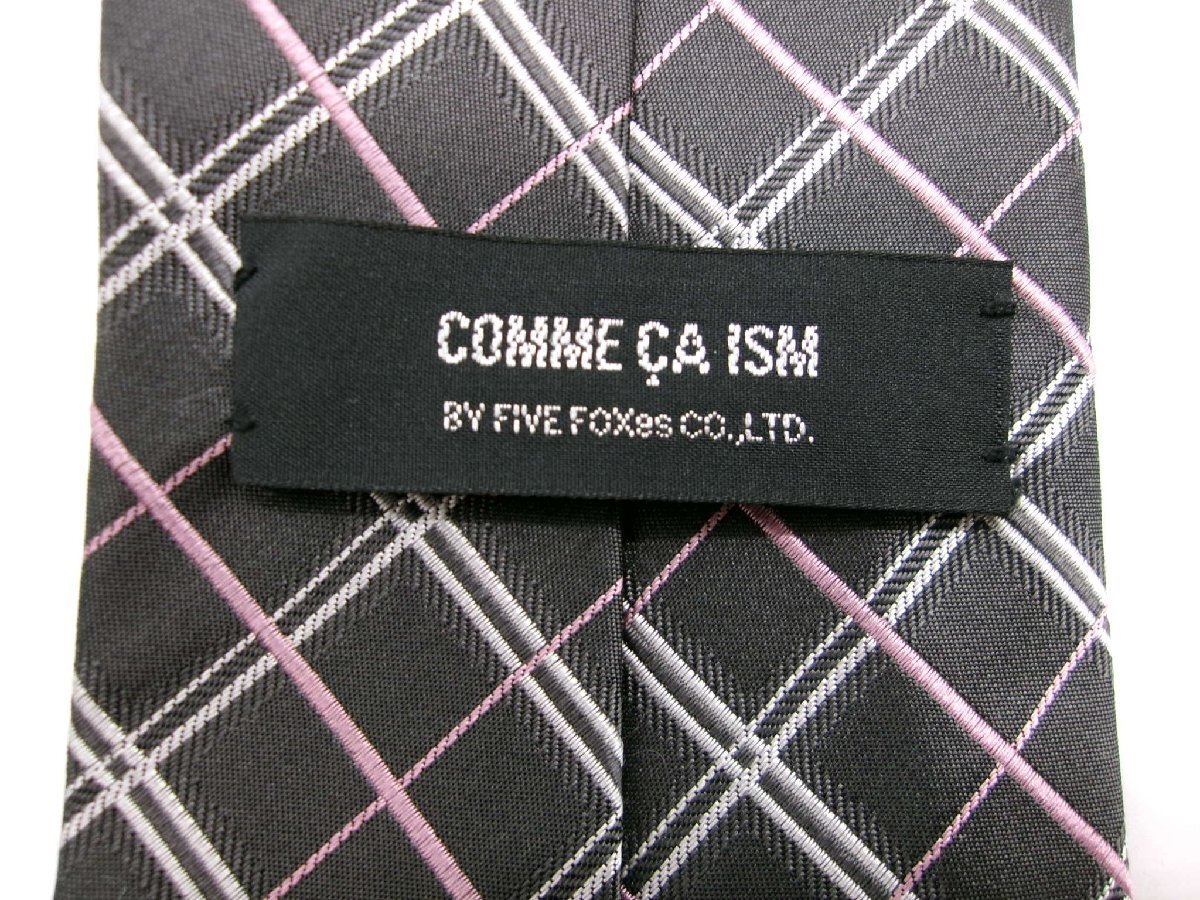 COMME ÇA ISM
BY FIVE FOXes CO.,LTD.